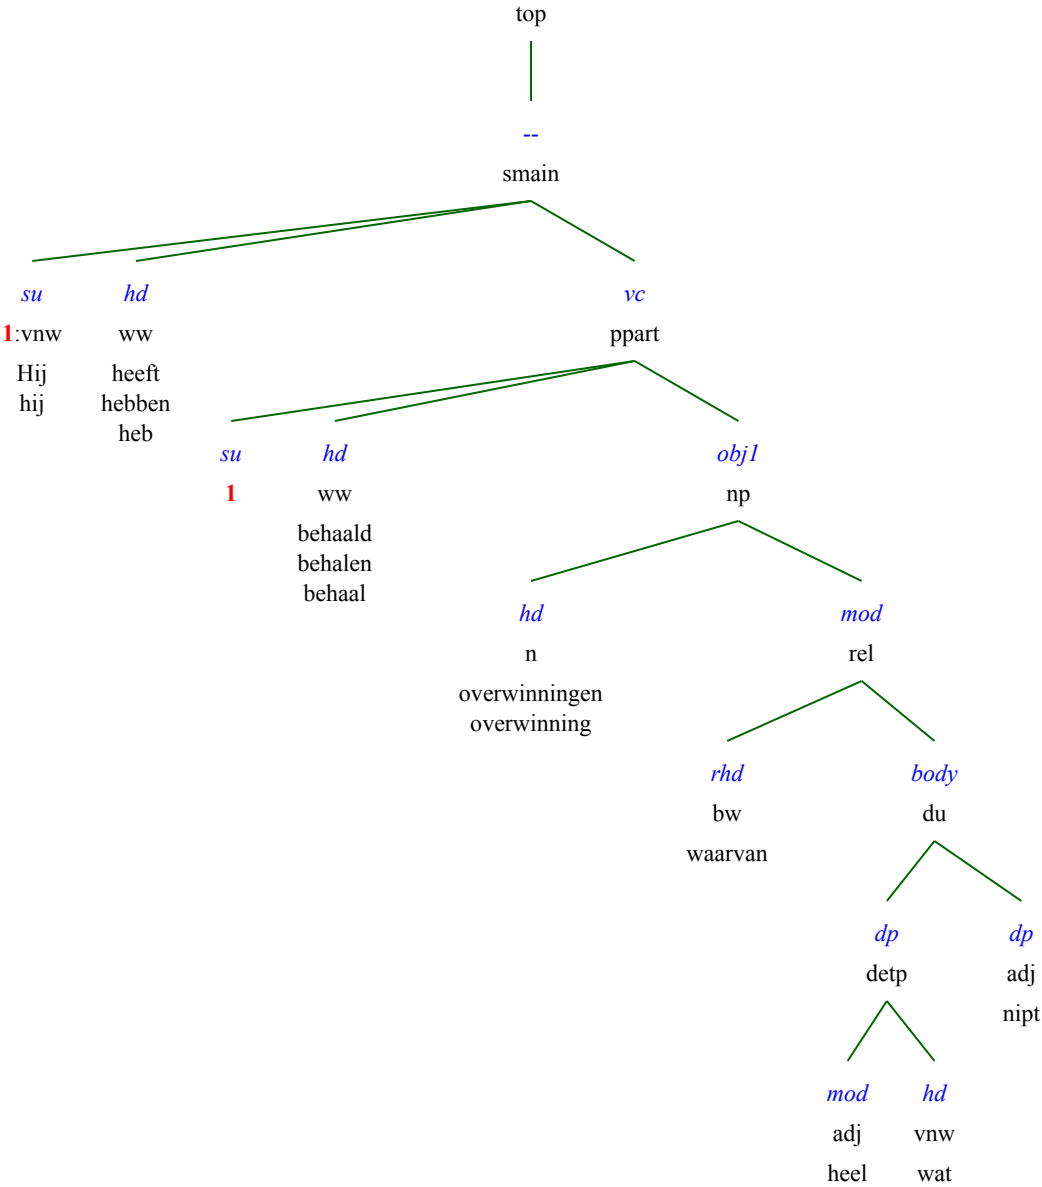 top
--
smain
su hd vc
1:vnw ww ppart
Hij heeft
hij hebben
heb
su hd obj1
1 ww np
behaald
behalen
behaal
hd mod
n rel
overwinningen
overwinning
rhd body
bw du
waarvan
dp dp
detp adj
nipt
mod hd
adj vnw
heel wat